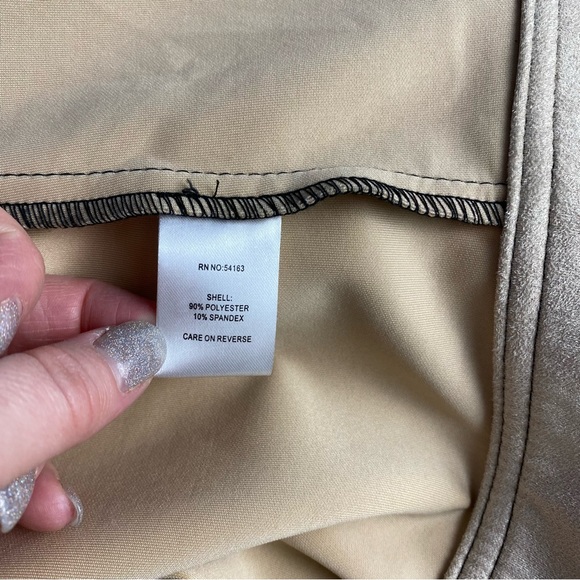 RN NO:54163
SHELL:
90% POLYESTER
10% SPANDEX
CARE ON REVERSE